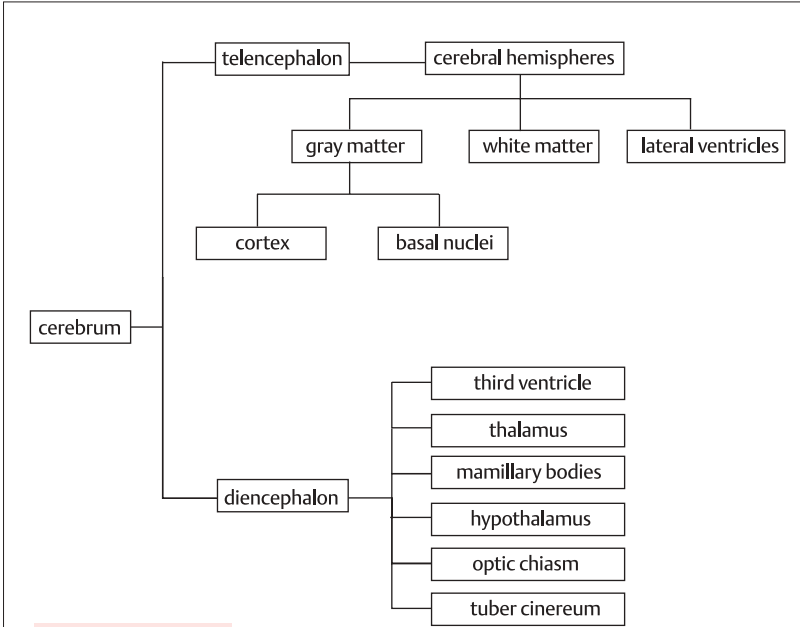 telencephalon
cerebral hemispheres
gray matter
white matter
lateral ventricles
cortex
basal nuclei
cerebrum
third ventricle
thalamus
mamillary bodies
diencephalon
hypothalamus
optic chiasm
tuber cinereum